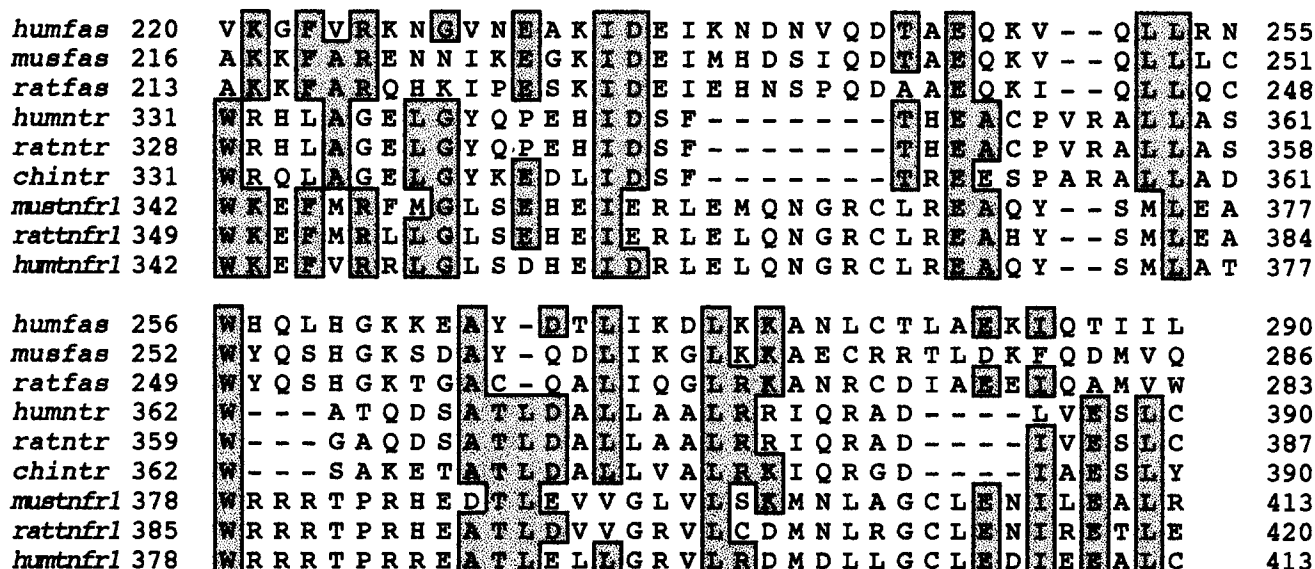 humfas 220 V K G F V R K N G V N E A K I D E I K N D N V Q D T A E Q K V - - Q L L R N 255
musfas 216 A K K F A R E N N I K E G K I D E I M H D S I Q D T A E Q K V - - Q L L L C 251
ratfas 213 A K K F A R Q H K I P E S K I D E I E H N S P Q D A A E Q K I - - Q L L Q C 248
humntr 331 W R H L A G E L G Y Q P E H I D S F - - - - - - - T H E A C P V R A L L A S 361
ratntr 328 W R H L A G E L G Y Q P E H I D S F - - - - - - - T H E A C P V R A L L A S 358
chintr 331 W R Q L A G E L G Y K E D L I D S F - - - - - - - T R E E S P A R A L L A D 361
mustnfr1 342 W K E F M R F M G L S E H E I E R L E M Q N G R C L R E A Q Y - - S M L E A 377
rattnfr1 349 W K E F M R L L G L S E H E I E R L E L Q N G R C L R E A H Y - - S M L E A 384
humtnfr1 342 W K E F V R R L G L S D H E I D R L E L Q N G R C L R E A Q Y - - S M L A T 377
humfas 256 W H Q L H G K K E A Y - D T L I K D L K K A N L C T L A E K I Q T I I L 290
musfas 252 W Y Q S H G K S D A Y - Q D L I K G L K K A E C R R T L D K F Q D M V Q 286
ratfas 249 W Y Q S H G K T G A C - Q A L I Q G L R K A N R C D I A E E I Q A M V W 283
humntr 362 W - - - A T Q D S A T L D A L L A A L R R I Q R A D - - - - L V E S L C 390
ratntr 359 W - - - G A Q D S A T L D A L L A A L R R I Q R A D - - - - I V E S L C 387
chintr 362 W - - - S A K E T A T L D A L L V A L R K I Q R G D - - - - I A E S L Y 390
mustnfr1 378 W R R R T P R H E D T L E V V G L V L S K M N L A G C L E N I L E A L R 413
rattnfr1 385 W R R R T P R H E A T L D V V G R V L C D M N L R G C L E N I R E T L E 420
humtnfr1 378 W R R R T P R R E A T L E L L G R V L R D M D L L G C L E D I E E A L C 413